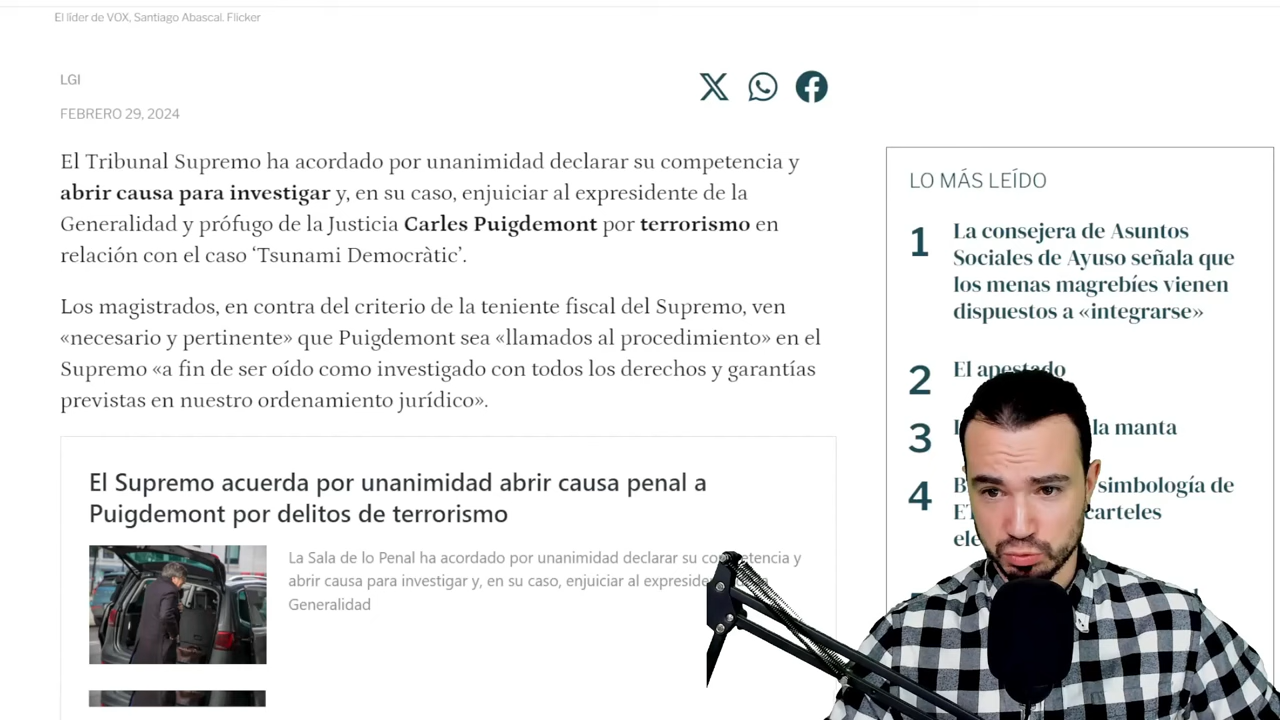 El líder de VOX, Santiago Abascal. Flicker
LGI
FEBRERO 29, 2024
El Tribunal Supremo ha acordado por unanimidad declarar su competencia y
abrir causa para investigar y, en su caso, enjuiciar al expresidente de la
Generalidad y prófugo de la Justicia Carles Puigdemont por terrorismo en
relación con el caso ‘Tsunami Democràtic’.
Los magistrados, en contra del criterio de la teniente fiscal del Supremo, ven
«necesario y pertinente» que Puigdemont sea «llamados al procedimiento» en el
Supremo «a fin de ser oído como investigado con todos los derechos y garantías
previstas en nuestro ordenamiento jurídico».
El Supremo acuerda por unanimidad abrir causa penal a
Puigdemont por delitos de terrorismo
La Sala de lo Penal ha acordado por unanimidad declarar su competencia y
abrir causa para investigar y, en su caso, enjuiciar al
Generalidad
LO MÁS LEÍDO
1
La consejera de Asuntos
Sociales de Ayuso señala que
los menas magrebíes vienen
dispuestos a «integrarse»
2
El apestado
3
la manta
4
simbología de
carteles